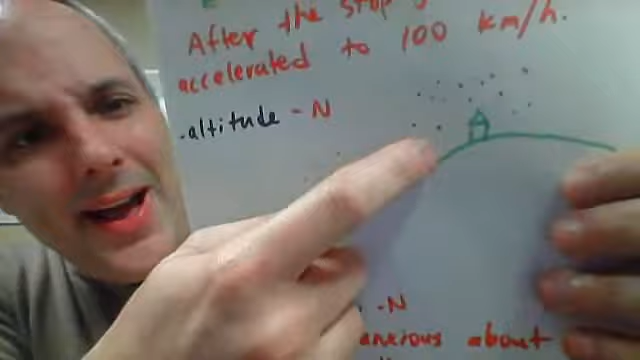 After the stop
accelerated to 100 km/h.
.altitude - N
. -N
anxious about